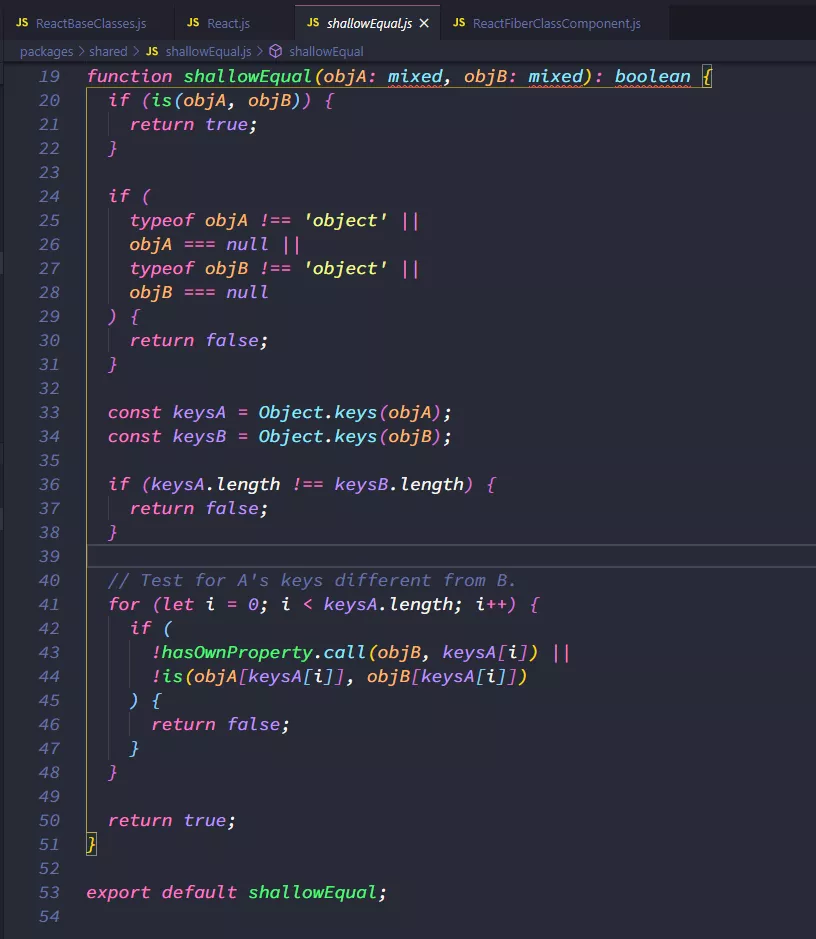 JS ReactBaseClasses.js JS React.js JS shallowEqual.js × JS ReactFiberClassComponent.js
packages > shared > JS shallowEqual.js > shallowEqual
19 function shallowEqual(objA: mixed, objB: mixed): boolean {
20   if (is(objA, objB)) {
21     return true;
22   }
23
24   if (
25     typeof objA !== 'object' ||
26     objA === null ||
27     typeof objB !== 'object' ||
28     objB === null
29   ) {
30     return false;
31   }
32
33   const keysA = Object.keys(objA);
34   const keysB = Object.keys(objB);
35
36   if (keysA.length !== keysB.length) {
37     return false;
38   }
39
40   // Test for A's keys different from B.
41   for (let i = 0; i < keysA.length; i++) {
42     if (
43       !hasOwnProperty.call(objB, keysA[i]) ||
44       !is(objA[keysA[i]], objB[keysA[i]])
45     ) {
46       return false;
47     }
48   }
49
50   return true;
51 }
52
53 export default shallowEqual;
54